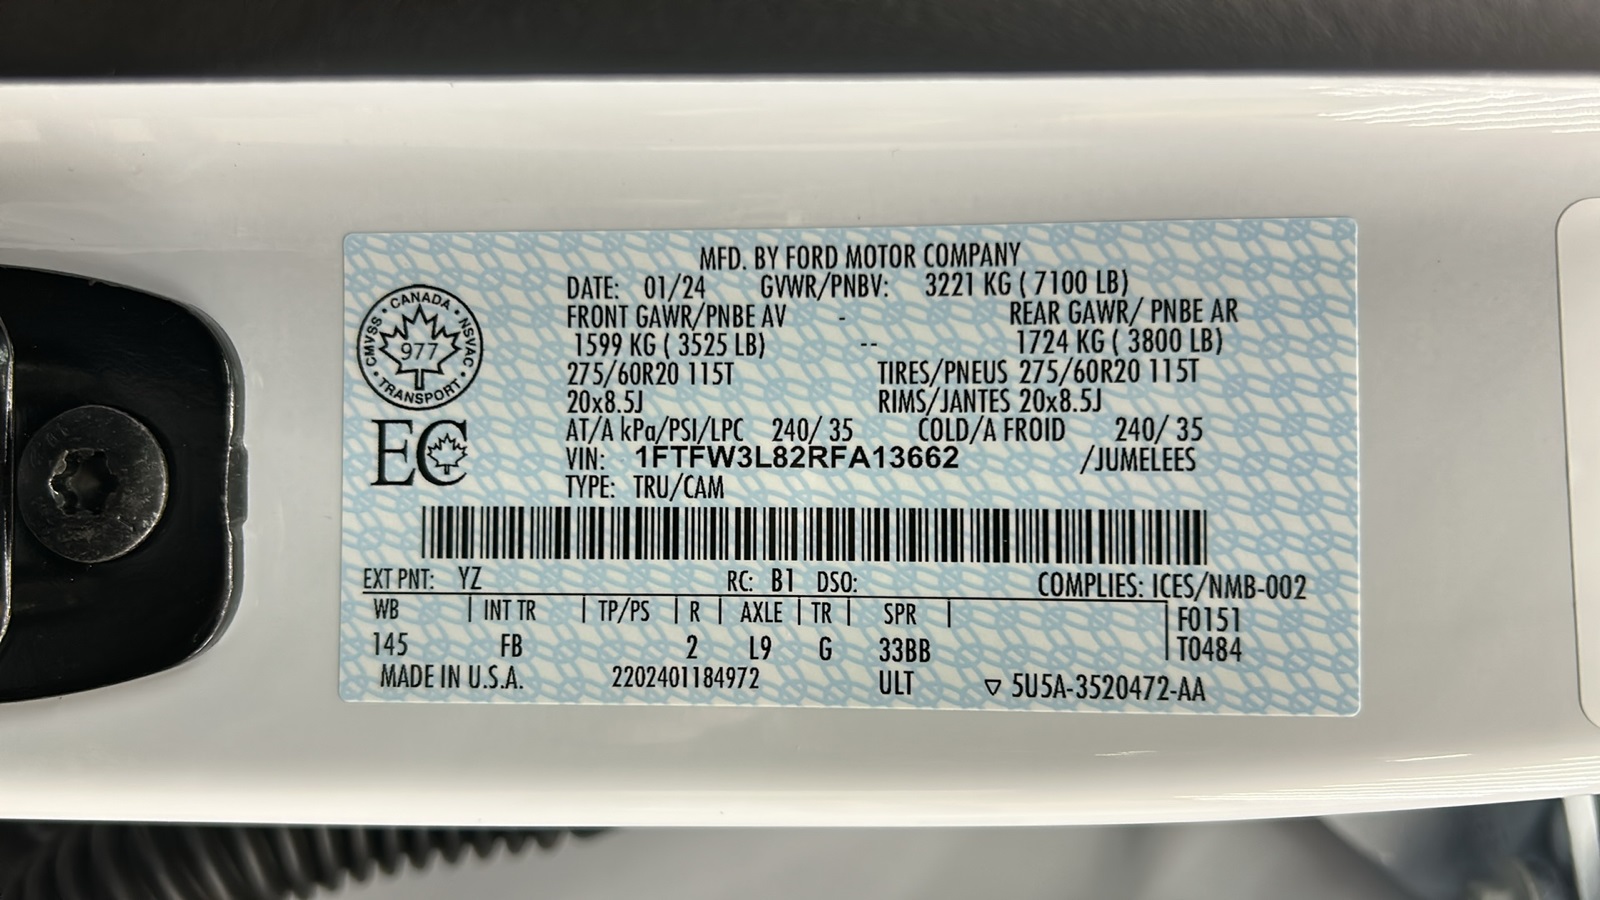 MFD. BY FORD MOTOR COMPANY
DATE: 01/24 GVWR/PNBV: 3221 KG ( 7100 LB)
FRONT GAWR/PNBE AV - REAR GAWR/ PNBE AR
1599 KG ( 3525 LB) -- 1724 KG ( 3800 LB)
275/60R20 115T TIRES/PNEUS 275/60R20 115T
20x8.5J RIMS/JANTES 20x8.5J
AT/A kPa/PSI/LPC 240/ 35 COLD/A FROID 240/ 35
VIN: 1FTFW3L82RFA13662 /JUMELEES
TYPE: TRU/CAM
CANADA • NSVAC • TRANSPORT • CMVSS •
977
EC
EXT PNT: YZ RC: B1 DSO: COMPLIES: ICES/NMB-002
WB | INT TR | TP/PS | R | AXLE | TR | SPR | F0151
145 FB 2 L9 G 33BB T0484
MADE IN U.S.A. 2202401184972 ULT ▽ 5U5A-3520472-AA